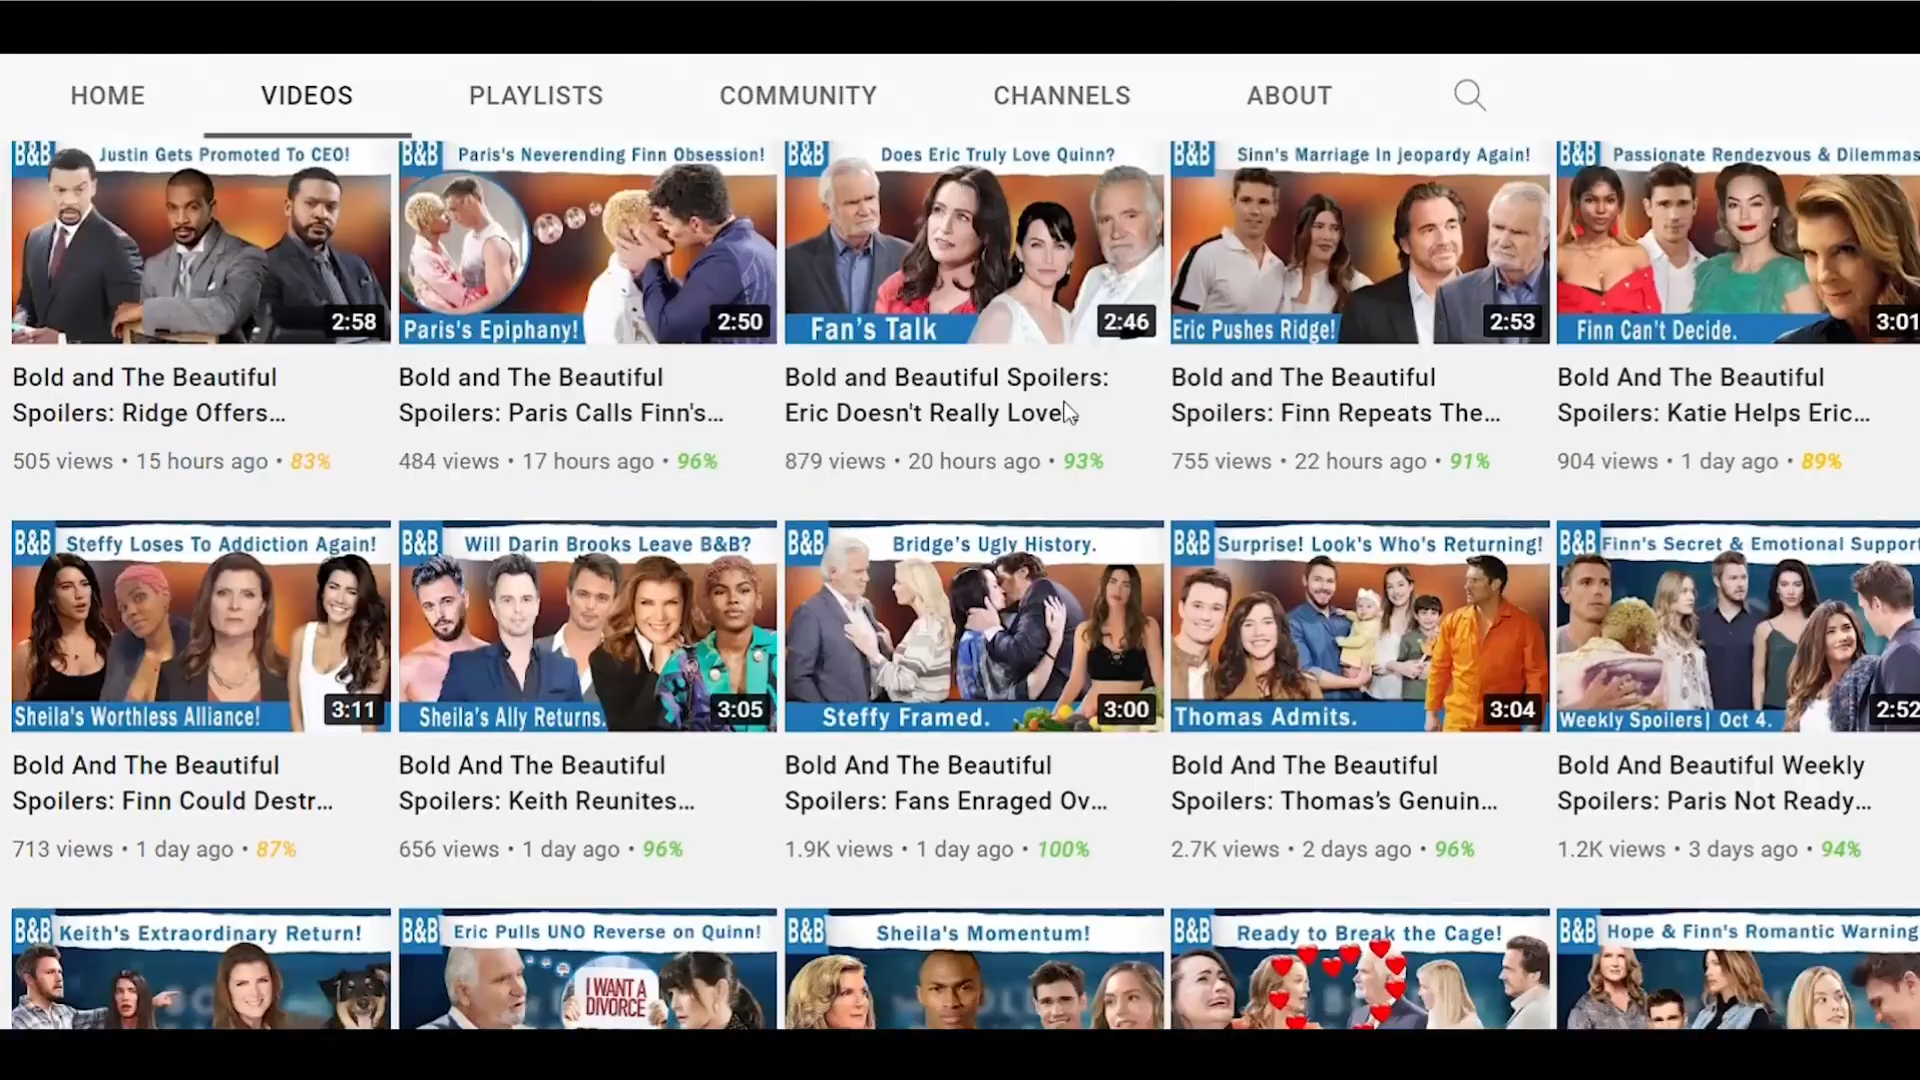 HOME VIDEOS PLAYLISTS COMMUNITY CHANNELS ABOUT
B&B Justin Gets Promoted To CEO!
2:58
Bold and The Beautiful
Spoilers: Ridge Offers...
505 views • 15 hours ago • 83%
B&B Paris's Neverending Finn Obsession!
Paris's Epiphany!
2:50
Bold and The Beautiful
Spoilers: Paris Calls Finn's...
484 views • 17 hours ago • 96%
B&B Does Eric Truly Love Quinn?
Fan's Talk
2:46
Bold and Beautiful Spoilers:
Eric Doesn't Really Love
879 views • 20 hours ago • 93%
B&B Sinn's Marriage In Jeopardy Again!
Eric Pushes Ridge!
2:53
Bold and The Beautiful
Spoilers: Finn Repeats The...
755 views • 22 hours ago • 91%
B&B Passionate Rendezvous & Dilemmas
Finn Can't Decide.
3:01
Bold And The Beautiful
Spoilers: Katie Helps Eric...
904 views • 1 day ago • 89%
B&B Steffy Loses To Addiction Again!
Sheila's Worthless Alliance!
3:11
Bold And The Beautiful
Spoilers: Finn Could Destr...
713 views • 1 day ago • 87%
B&B Will Darin Brooks Leave B&B?
Sheila's Ally Returns.
3:05
Bold And The Beautiful
Spoilers: Keith Reunites...
656 views • 1 day ago • 96%
B&B Bridge's Ugly History.
Steffy Framed.
3:00
Bold And The Beautiful
Spoilers: Fans Enraged Ov...
1.9K views • 1 day ago • 100%
B&B Surprise! Look's Who's Returning!
Thomas Admits.
3:04
Bold And The Beautiful
Spoilers: Thomas’s Genuin...
2.7K views • 2 days ago • 96%
B&B Finn's Secret & Emotional Support
Weekly Spoilers| Oct 4.
2:52
Bold And Beautiful Weekly
Spoilers: Paris Not Ready...
1.2K views • 3 days ago • 94%
B&B Keith's Extraordinary Return!
B&B Eric Pulls UNO Reverse on Quinn!
I WANT A
DIVORCE
B&B Sheila's Momentum!
B&B Ready to Break the Cage!
B&B Hope & Finn's Romantic Warning